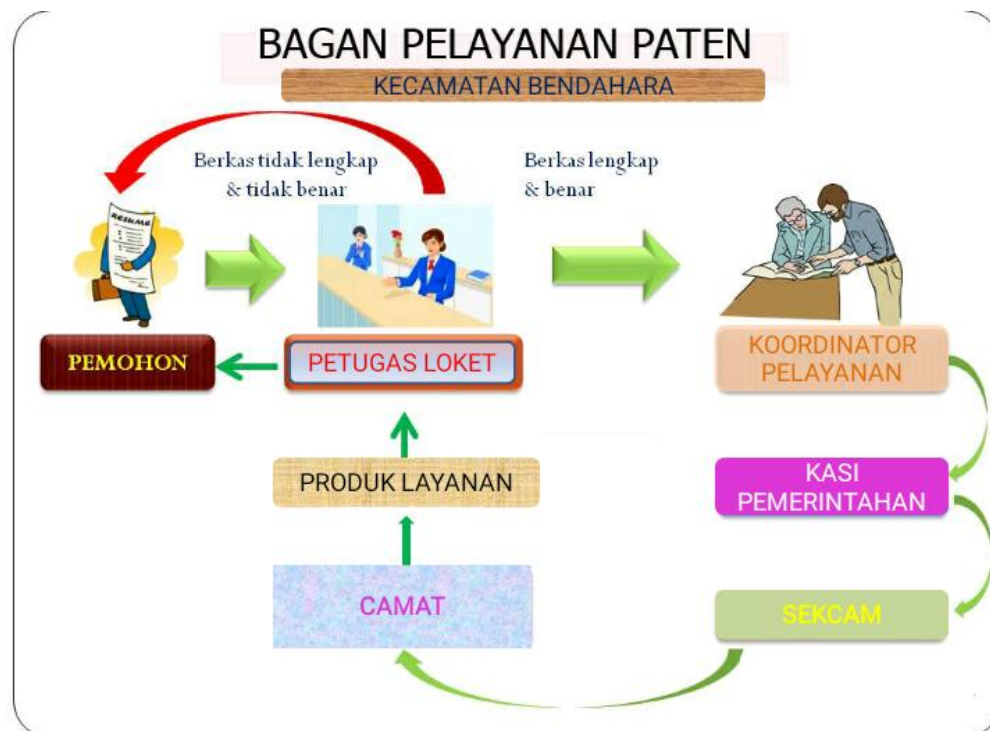 BAGAN PELAYANAN PATEN
KECAMATAN BENDAHARA
Berkas tidak lengkap
& tidak benar
Berkas lengkap
& benar
RESUME
PEMOHON
PETUGAS LOKET
KOORDINATOR
PELAYANAN
PRODUK LAYANAN
KASI
PEMERINTAHAN
CAMAT
SEKCAM